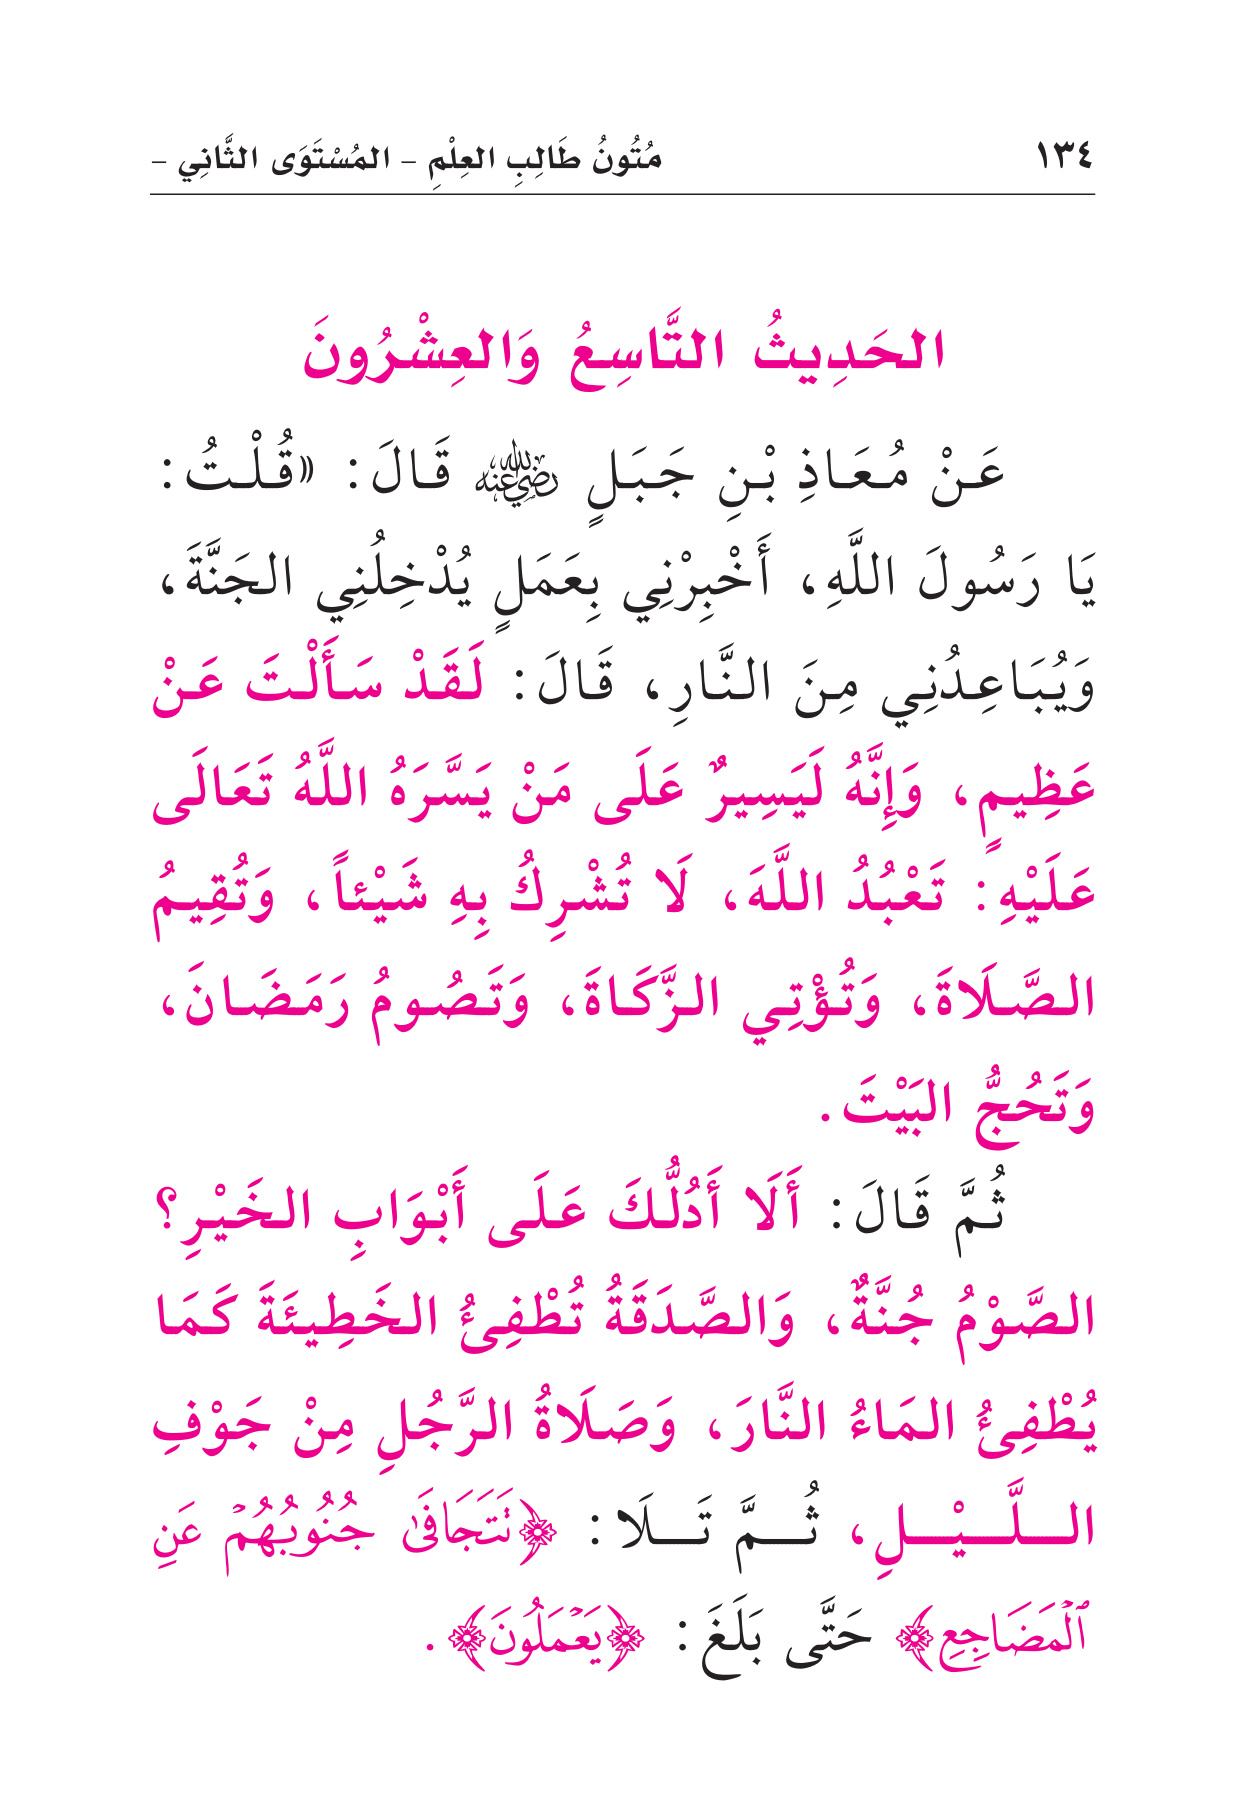 ١٣٤
مُتُونُ طَالِبِ العِلْمِ – المُسْتَوَى الثَّانِي –
الحَدِيثُ التَّاسِعُ وَالعِشْرُونَ
عَنْ مُعَاذِ بْنِ جَبَلٍ رضي الله عنه قَالَ: «قُلْتُ:
يَا رَسُولَ اللَّهِ، أَخْبِرْنِي بِعَمَلٍ يُدْخِلُنِي الجَنَّةَ،
وَيُبَاعِدُنِي مِنَ النَّارِ، قَالَ: لَقَدْ سَأَلْتَ عَنْ
عَظِيمٍ، وَإِنَّهُ لَيَسِيرٌ عَلَى مَنْ يَسَّرَهُ اللَّهُ تَعَالَى
عَلَيْهِ: تَعْبُدُ اللَّهَ، لَا تُشْرِكُ بِهِ شَيْئاً، وَتُقِيمُ
الصَّلَاةَ، وَتُؤْتِي الزَّكَاةَ، وَتَصُومُ رَمَضَانَ،
وَتَحُجُّ البَيْتَ.
ثُمَّ قَالَ: أَلَا أَدُلُّكَ عَلَى أَبْوَابِ الخَيْرِ؟
الصَّوْمُ جُنَّةٌ، وَالصَّدَقَةُ تُطْفِئُ الخَطِيئَةَ كَمَا
يُطْفِئُ المَاءُ النَّارَ، وَصَلَاةُ الرَّجُلِ مِنْ جَوْفِ
اللَّيْلِ، ثُمَّ تَلَا: ﴿تَتَجَافَىٰ جُنُوبُهُمْ عَنِ
ٱلْمَضَاجِعِ﴾ حَتَّى بَلَغَ: ﴿يَعْمَلُونَ﴾.